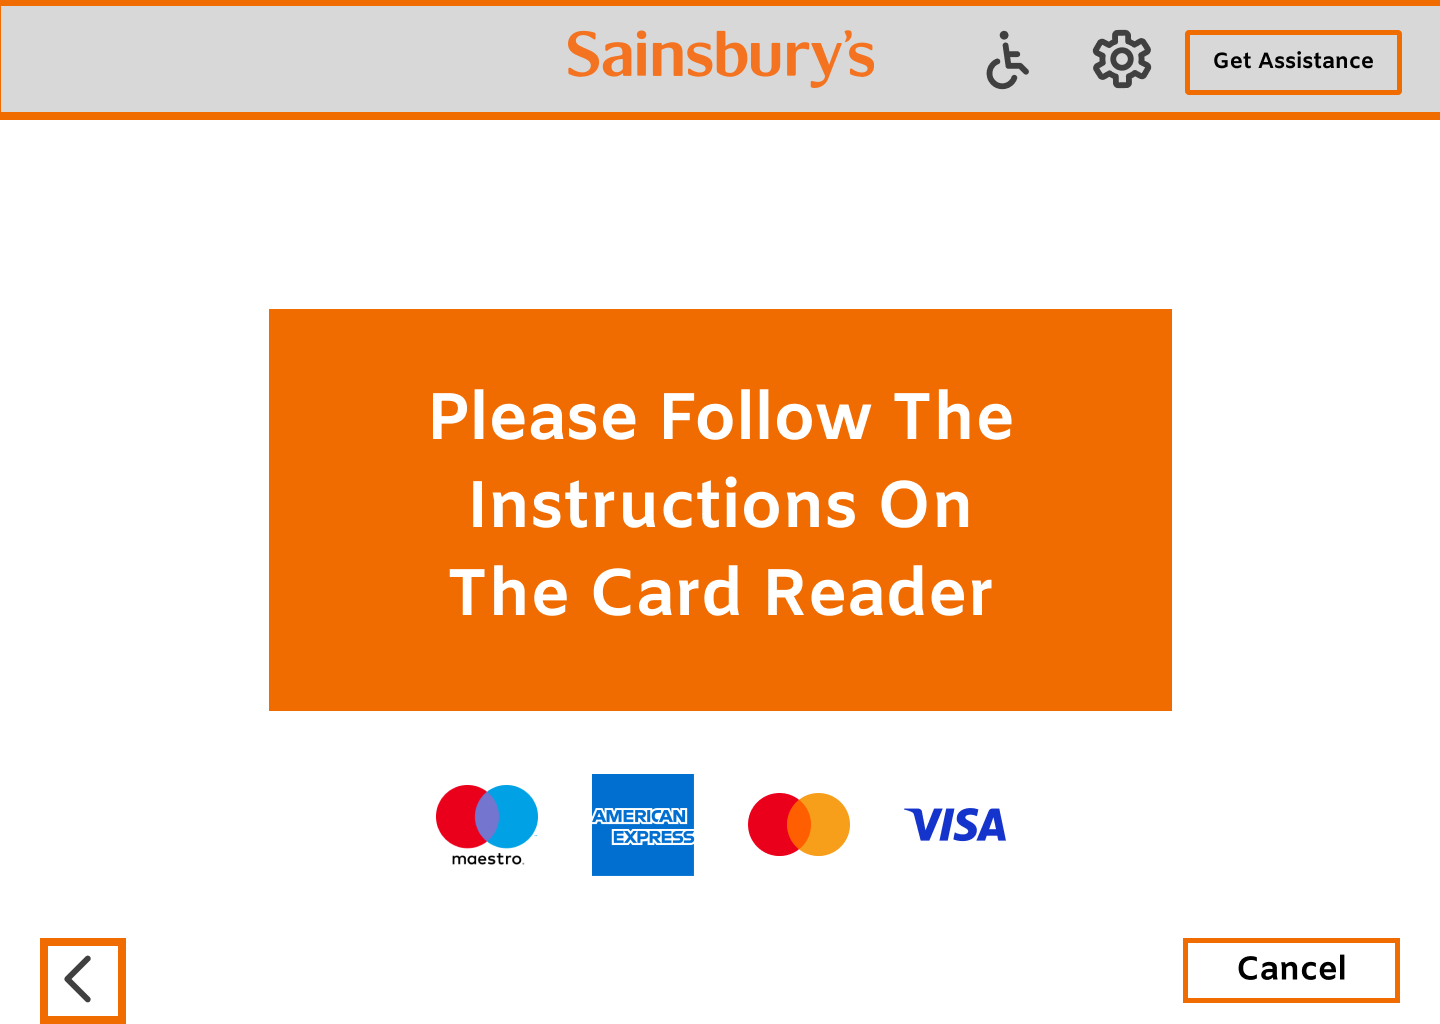 Sainsbury's
Get Assistance
Please Follow The
Instructions On
The Card Reader
maestro
AMERICAN
EXPRESS
VISA
Cancel